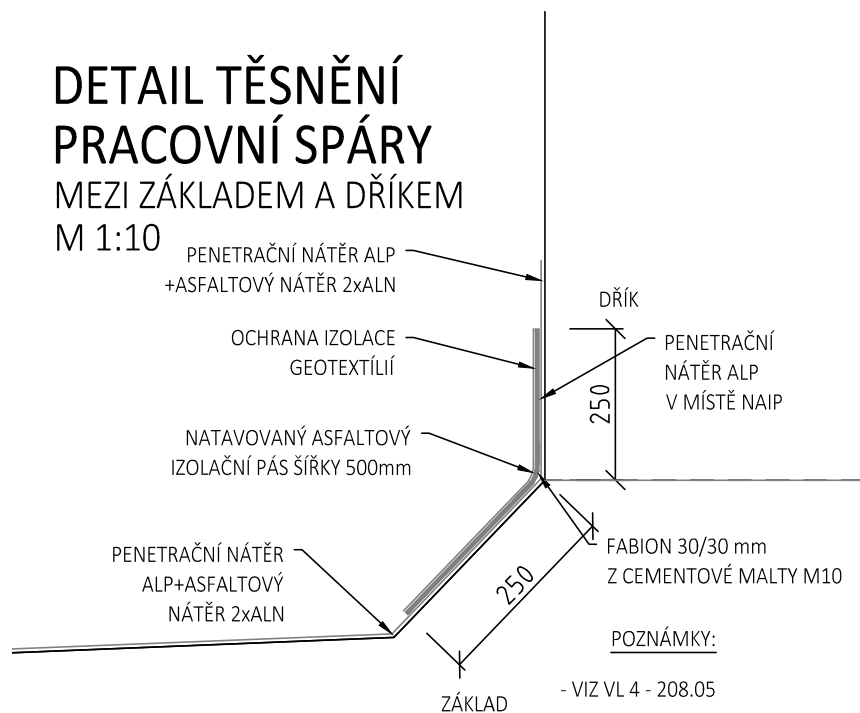 DETAIL TĚSNĚNÍ
PRACOVNÍ SPÁRY
MEZI ZÁKLADEM A DŘÍKEM
M 1:10
PENETRAČNÍ NÁTĚR ALP
+ASFALTOVÝ NÁTĚR 2xALN
DŘÍK
OCHRANA IZOLACE
GEOTEXTÍLIÍ
PENETRAČNÍ
NÁTĚR ALP
V MÍSTĚ NAIP
250
NATAVOVANÝ ASFALTOVÝ
IZOLAČNÍ PÁS ŠÍŘKY 500mm
PENETRAČNÍ NÁTĚR
ALP+ASFALTOVÝ
NÁTĚR 2xALN
FABION 30/30 mm
Z CEMENTOVÉ MALTY M10
250
POZNÁMKY:
- VIZ VL 4 - 208.05
ZÁKLAD